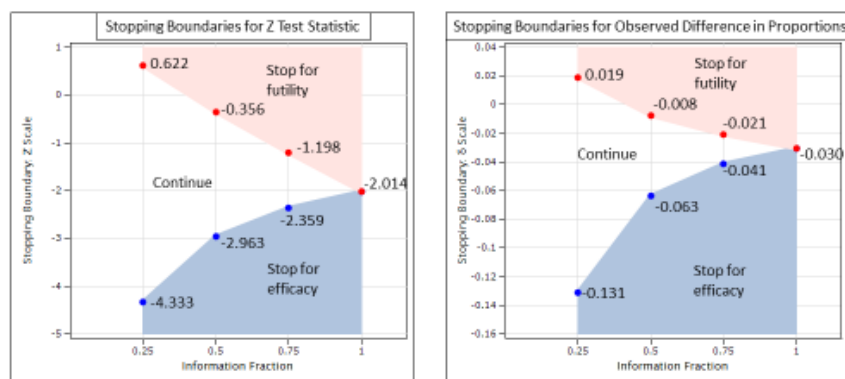 Stopping Boundaries for Z Test Statistic
1
0
-1
-2
-3
-4
-5
Stopping Boundary, Z Scale
0.622
-0.356
-1.198
-2.014
-2.359
-2.963
-4.333
Stop for
futility
Continue
Stop for
efficacy
0.25
0.5
0.75
1
Information Fraction
Stopping Boundaries for Observed Difference in Proportions
0.04
0.02
0
-0.02
-0.04
-0.06
-0.08
-0.1
-0.12
-0.14
-0.16
Stopping Boundary, δ Scale
0.019
-0.008
-0.021
-0.030
-0.041
-0.063
-0.131
Stop for
futility
Continue
Stop for
efficacy
0.25
0.5
0.75
1
Information Fraction